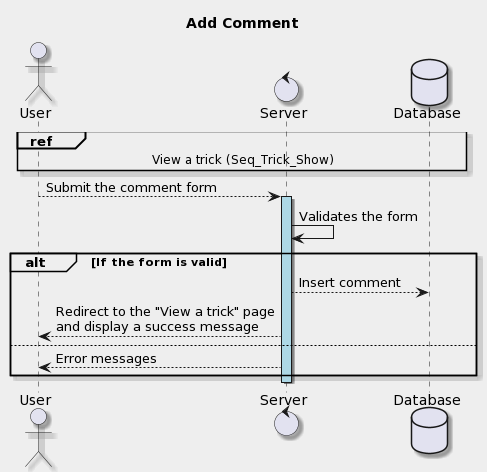 Add Comment
User
Server
Database
ref
View a trick (Seq_Trick_Show)
Submit the comment form
Validates the form
alt
[If the form is valid]
Insert comment
Redirect to the "View a trick" page
and display a success message
Error messages
User
Server
Database